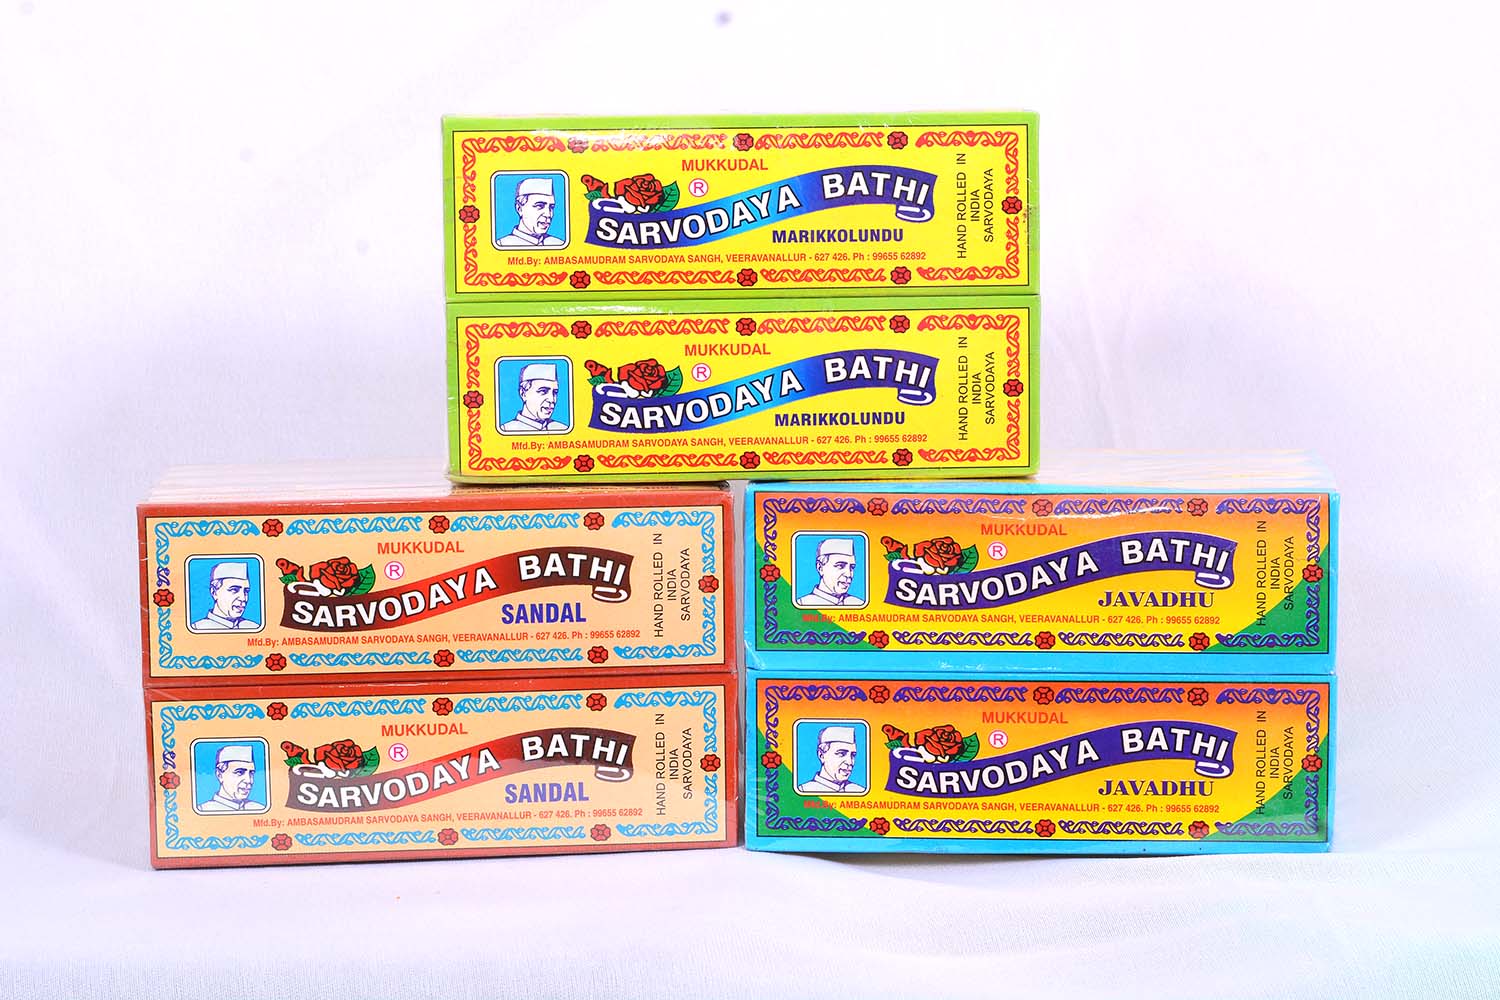 MUKKUDAL
®
SARVODAYA BATHI
MARIKKOLUNDU
Mfd.By: AMBASAMUDRAM SARVODAYA SANGH, VEERAVANALLUR - 627 426. Ph : 99655 62892
HAND ROLLED IN
INDIA
SARVODAYA
MUKKUDAL
®
SARVODAYA BATHI
MARIKKOLUNDU
Mfd.By: AMBASAMUDRAM SARVODAYA SANGH, VEERAVANALLUR - 627 426. Ph : 99655 62892
HAND ROLLED IN
INDIA
SARVODAYA
MUKKUDAL
®
SARVODAYA BATHI
SANDAL
Mfd.By: AMBASAMUDRAM SARVODAYA SANGH, VEERAVANALLUR - 627 426. Ph : 99655 62892
HAND ROLLED IN
INDIA
SARVODAYA
MUKKUDAL
®
SARVODAYA BATHI
JAVADHU
Mfd.By: AMBASAMUDRAM SARVODAYA SANGH, VEERAVANALLUR - 627 426. Ph : 99655 62892
HAND ROLLED IN
INDIA
SARVODAYA
MUKKUDAL
®
SARVODAYA BATHI
SANDAL
Mfd.By: AMBASAMUDRAM SARVODAYA SANGH, VEERAVANALLUR - 627 426. Ph : 99655 62892
HAND ROLLED IN
INDIA
SARVODAYA
MUKKUDAL
®
SARVODAYA BATHI
JAVADHU
Mfd.By: AMBASAMUDRAM SARVODAYA SANGH, VEERAVANALLUR - 627 426. Ph : 99655 62892
HAND ROLLED IN
INDIA
SARVODAYA